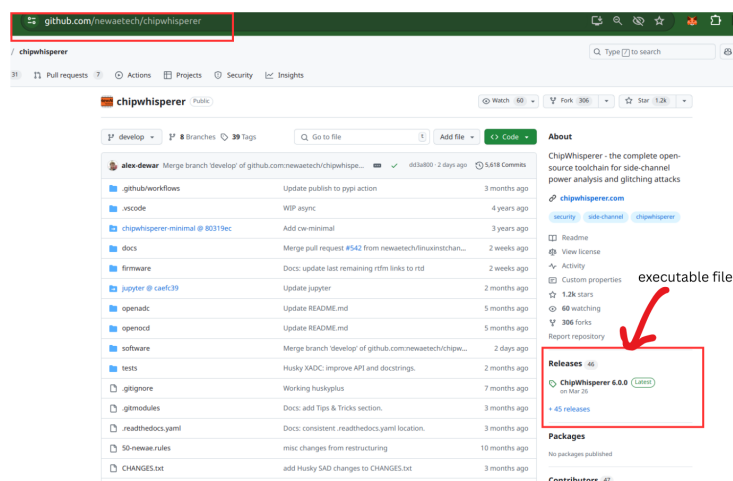 github.com/newaetech/chipwhisperer
/ chipwhisperer
Type / to search
31 Pull requests 7 Actions Projects Security Insights
chipwhisperer Public
Watch 60 Fork 306 Star 1.2k
develop 8 Branches 39 Tags Go to file t Add file <> Code
About
alex-dewar Merge branch 'develop' of github.com:newaetech/chipwhispe... dd3a800 · 2 days ago 5,618 Commits
.github/workflows Update publish to pypi action 3 months ago
.vscode WIP async 4 years ago
chipwhisperer-minimal @ 80319ec Add cw-minimal 3 years ago
docs Merge pull request #542 from newaetech/linuxinstchan... 2 weeks ago
firmware Docs: update last remaining rtfm links to rtd 2 weeks ago
jupyter @ caefc39 Update jupyter 2 months ago
openadc Update README.md 5 months ago
openocd Update README.md 5 months ago
software Merge branch 'develop' of github.com:newaetech/chipw... 2 days ago
tests Husky XADC: improve API and docstrings. 2 months ago
.gitignore Working huskyplus 7 months ago
.gitmodules Docs: add Tips & Tricks section. 3 months ago
.readthedocs.yaml Docs: consistent .readthedocs.yaml location. 3 months ago
50-newae.rules misc changes from restructuring 10 months ago
CHANGES.txt add Husky SAD changes to CHANGES.txt 3 months ago
ChipWhisperer - the complete open-
source toolchain for side-channel
power analysis and glitching attacks
chipwhisperer.com
security side-channel chipwhisperer
Readme
View license
Activity
Custom properties
1.2k stars
60 watching
306 forks
Report repository
executable file
Releases 46
ChipWhisperer 6.0.0 Latest
on Mar 26
+ 45 releases
Packages
No packages published
Contributors 47